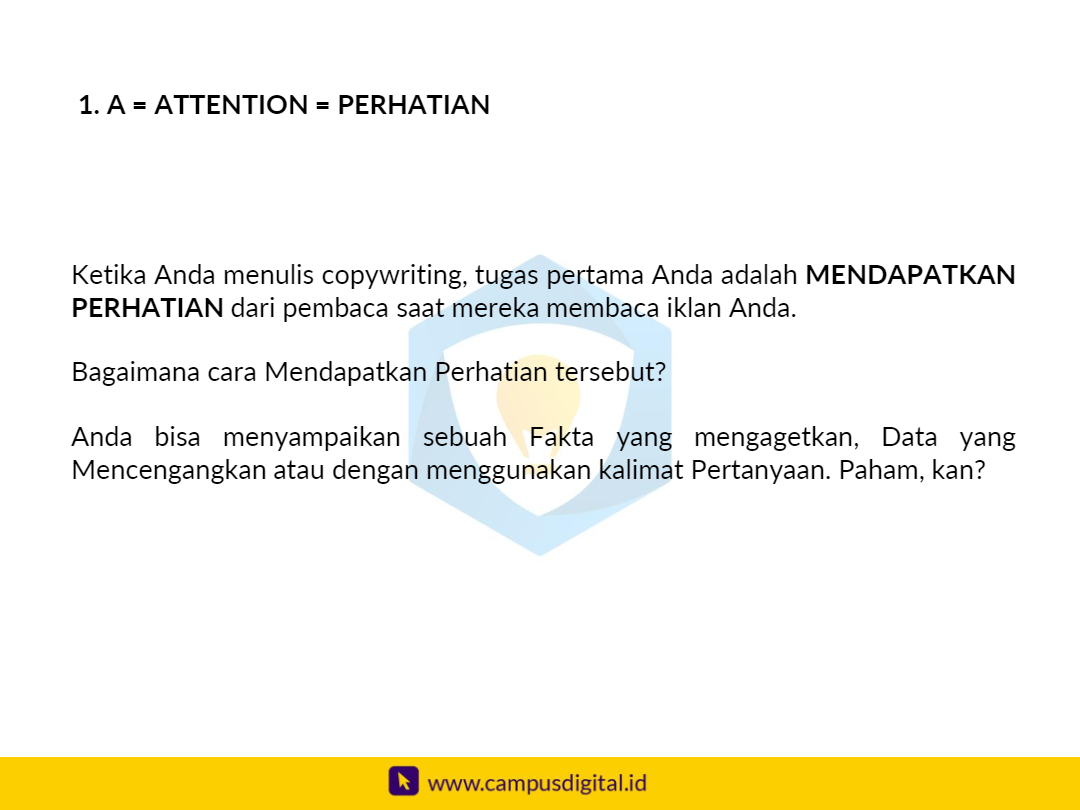 1. A = ATTENTION = PERHATIAN
Ketika Anda menulis copywriting, tugas pertama Anda adalah MENDAPATKAN
PERHATIAN dari pembaca saat mereka membaca iklan Anda.
Bagaimana cara Mendapatkan Perhatian tersebut?
Anda bisa menyampaikan sebuah Fakta yang mengagetkan, Data yang
Mencengangkan atau dengan menggunakan kalimat Pertanyaan. Paham, kan?
www.campusdigital.id